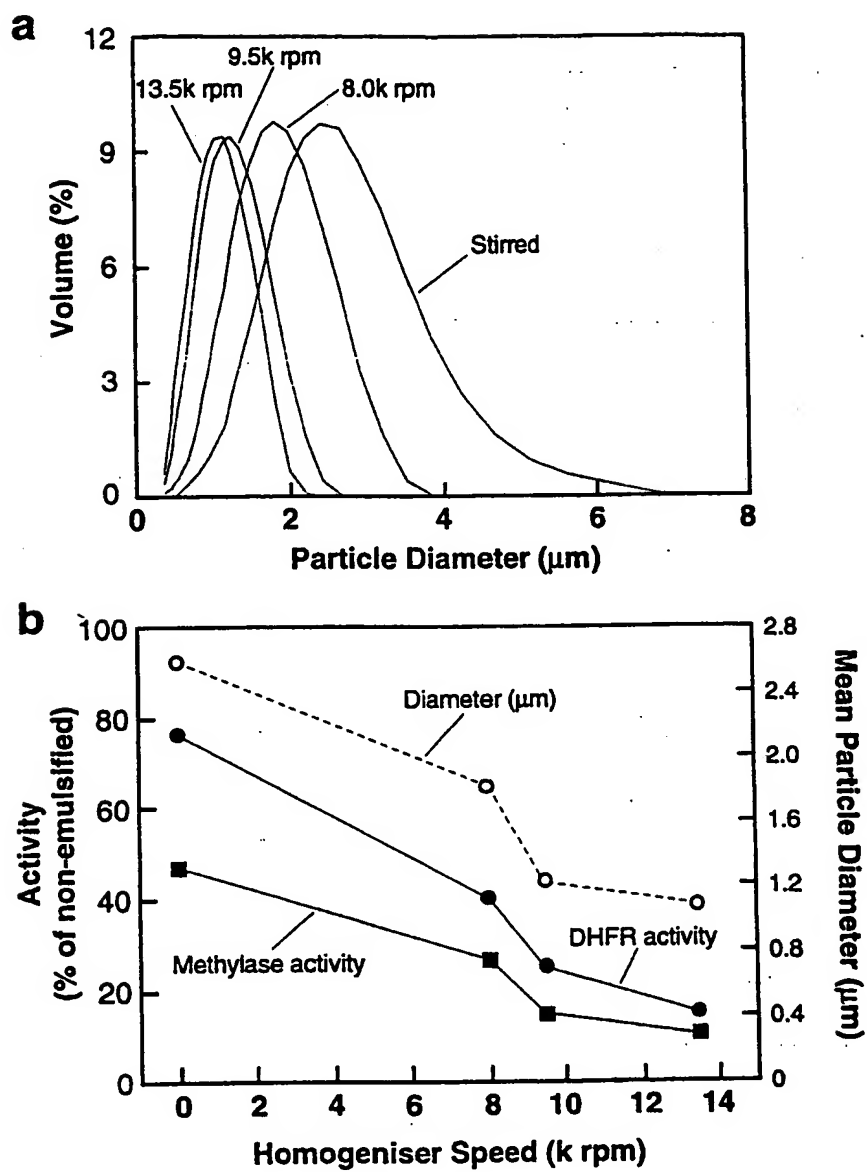 a
12
9
6
3
0
Volume (%)
13.5k rpm
9.5k rpm
8.0k rpm
Stirred
0 2 4 6 8
Particle Diameter (µm)
b
100
80
60
40
20
0
Activity
(% of non-emulsified)
Diameter (µm)
Methylase activity
DHFR activity
2.8
2.4
2.0
1.6
1.2
0.8
0.4
0
Mean Particle Diameter (µm)
0 2 4 6 8 10 12 14
Homogeniser Speed (k rpm)